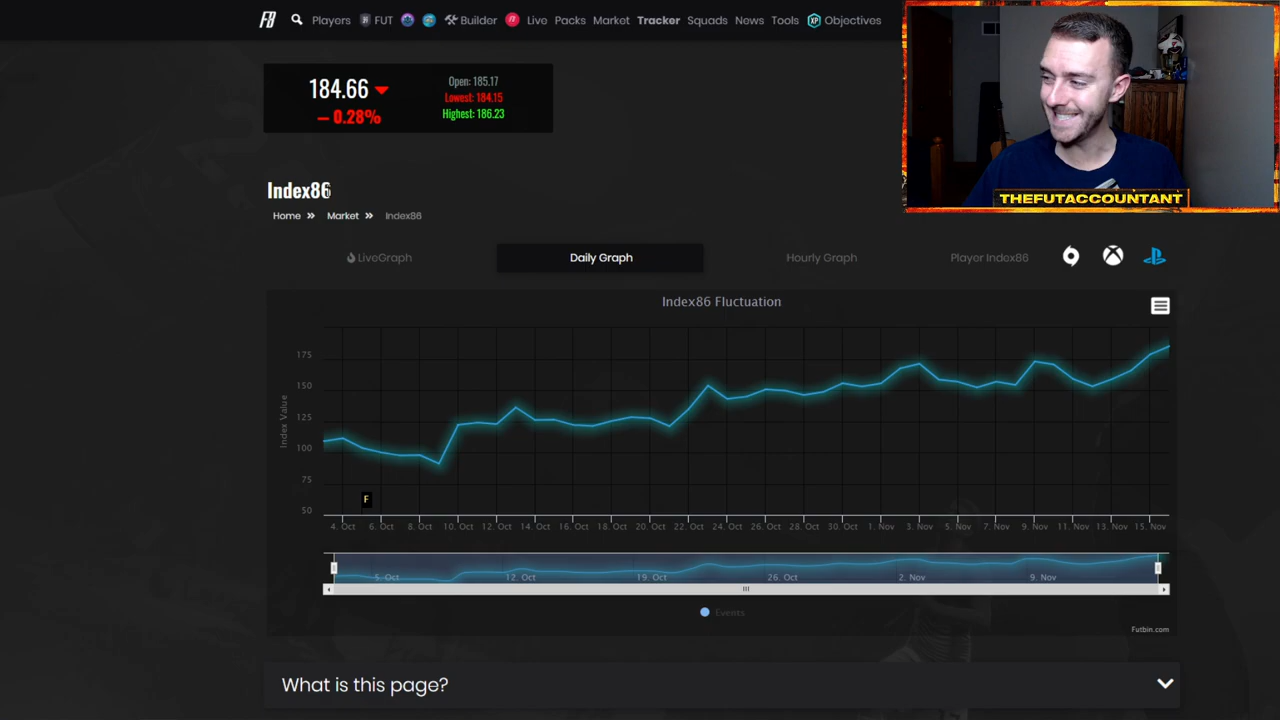 Players FUT Builder Live Packs Market Tracker Squads News Tools XP Objectives
184.66
– 0.28%
Open: 185.17
Lowest: 184.15
Highest: 186.23
THEFUTACCOUNTANT
Index86
Home Market Index86
LiveGraph Daily Graph Hourly Graph Player Index86
Index86 Fluctuation
Index Value
175
150
125
100
75
50
F
4. Oct 6. Oct 8. Oct 10. Oct 12. Oct 14. Oct 16. Oct 18. Oct 20. Oct 22. Oct 24. Oct 26. Oct 28. Oct 30. Oct 1. Nov 3. Nov 5. Nov 7. Nov 9. Nov 11. Nov 13. Nov 15. Nov
5. Oct 12. Oct 19. Oct 26. Oct 2. Nov 9. Nov
Events
Futbin.com
What is this page?